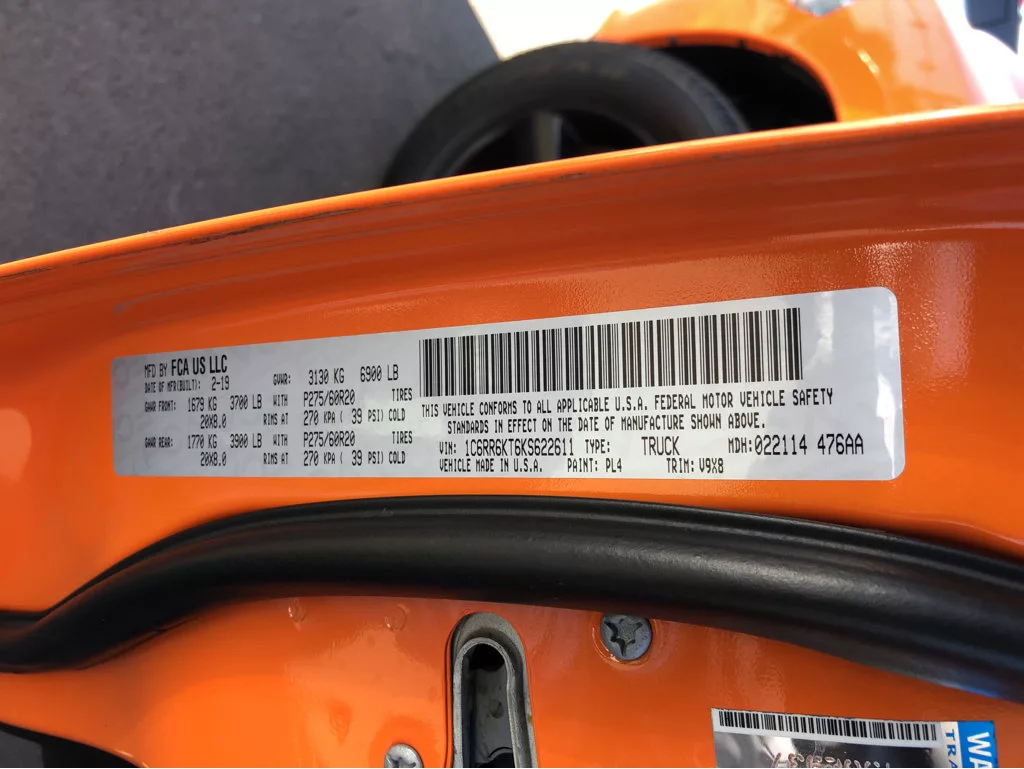 MFD BY FCA US LLC
DATE OF MFR(BUILT): 2-19 GVWR: 3130 KG 6900 LB
GAWR FRONT: 1679 KG 3700 LB WITH P275/60R20 TIRES
20X8.0 RIMS AT 270 KPA ( 39 PSI) COLD
GAWR REAR: 1770 KG 3900 LB WITH P275/60R20 TIRES
20X8.0 RIMS AT 270 KPA ( 39 PSI) COLD
THIS VEHICLE CONFORMS TO ALL APPLICABLE U.S.A. FEDERAL MOTOR VEHICLE SAFETY
STANDARDS IN EFFECT ON THE DATE OF MANUFACTURE SHOWN ABOVE.
VIN: 1C6RR6KT6KS622611 TYPE: TRUCK MDH:022114 476AA
VEHICLE MADE IN U.S.A. PAINT: PL4 TRIM: V9X8